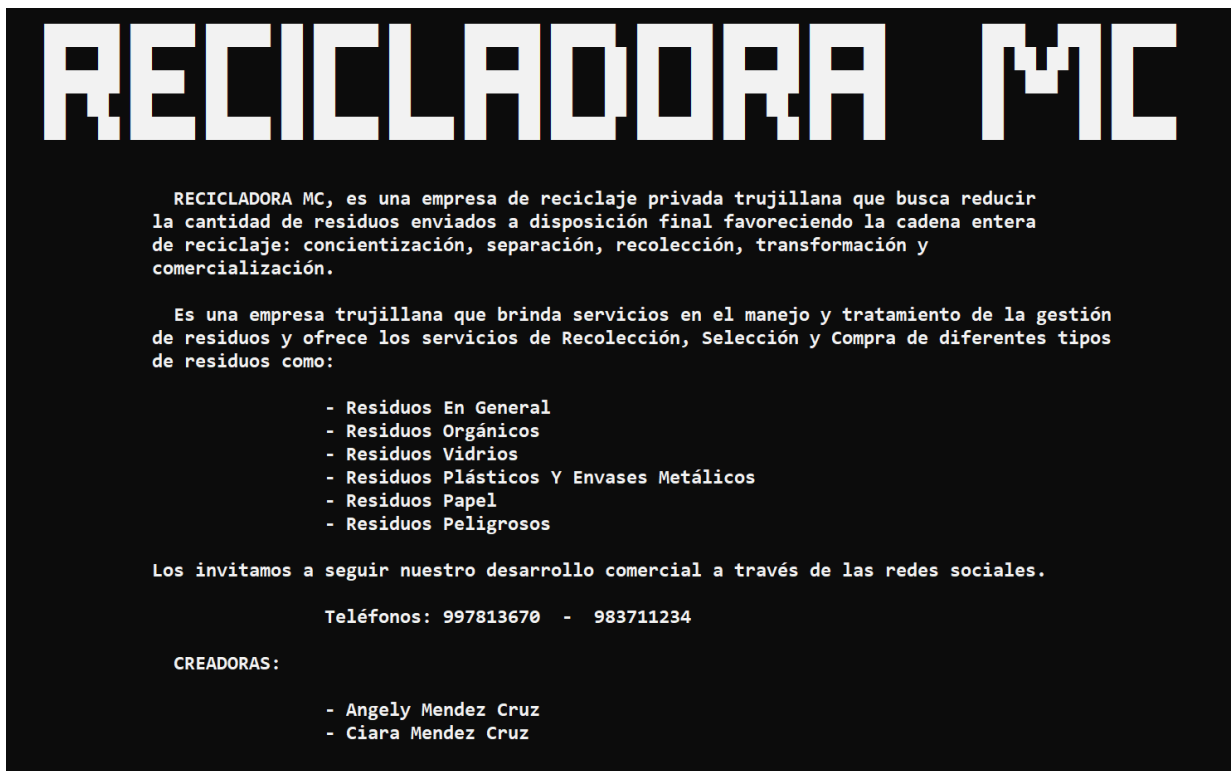 RECICLADORA MC
RECICLADORA MC, es una empresa de reciclaje privada trujillana que busca reducir
la cantidad de residuos enviados a disposición final favoreciendo la cadena entera
de reciclaje: concientización, separación, recolección, transformación y
comercialización.
Es una empresa trujillana que brinda servicios en el manejo y tratamiento de la gestión
de residuos y ofrece los servicios de Recolección, Selección y Compra de diferentes tipos
de residuos como:
- Residuos En General
- Residuos Orgánicos
- Residuos Vidrios
- Residuos Plásticos Y Envases Metálicos
- Residuos Papel
- Residuos Peligrosos
Los invitamos a seguir nuestro desarrollo comercial a través de las redes sociales.
Teléfonos: 997813670 - 983711234
CREADORAS:
- Angely Mendez Cruz
- Ciara Mendez Cruz